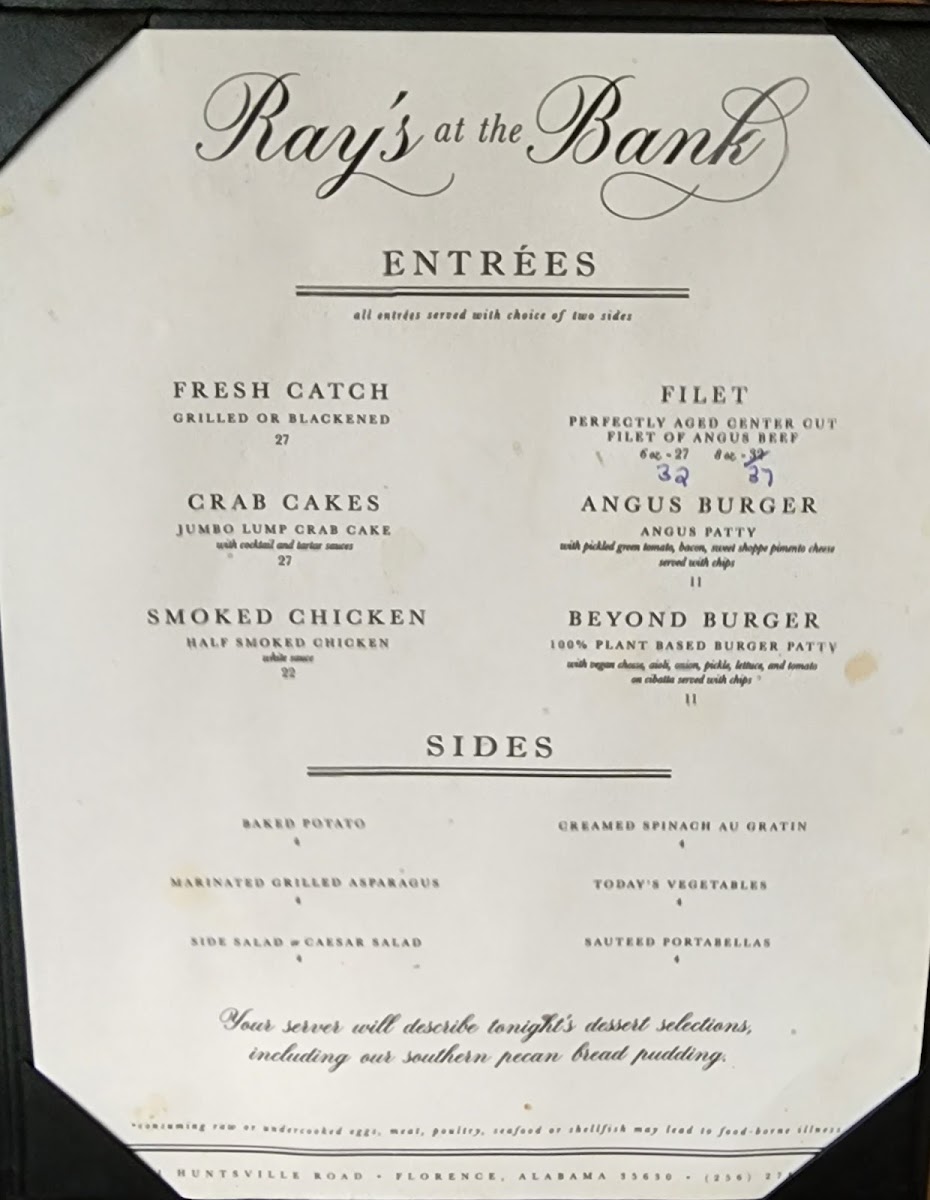 Ray's at the Bank
ENTRÉES
all entrées served with choice of two sides
FRESH CATCH
GRILLED OR BLACKENED
27
CRAB CAKES
JUMBO LUMP CRAB CAKE
with cocktail and tartar sauces
27
SMOKED CHICKEN
HALF SMOKED CHICKEN
white sauce
22
FILET
PERFECTLY AGED CENTER CUT
FILET OF ANGUS BEEF
6 oz - 27 8 oz - 32
32 37
ANGUS BURGER
ANGUS PATTY
with pickled green tomato, bacon, sweet shoppe pimento cheese
served with chips
11
BEYOND BURGER
100% PLANT BASED BURGER PATTY
with vegan cheese, aioli, onion, pickle, lettuce, and tomato
on cibatta served with chips
11
SIDES
BAKED POTATO
4
MARINATED GRILLED ASPARAGUS
4
SIDE SALAD or CAESAR SALAD
4
CREAMED SPINACH AU GRATIN
4
TODAY'S VEGETABLES
4
SAUTEED PORTABELLAS
4
Your server will describe tonight's dessert selections,
including our southern pecan bread pudding.
*consuming raw or undercooked eggs, meat, poultry, seafood or shellfish may lead to food-borne illness
HUNTSVILLE ROAD • FLORENCE, ALABAMA 35630 • (256) 27